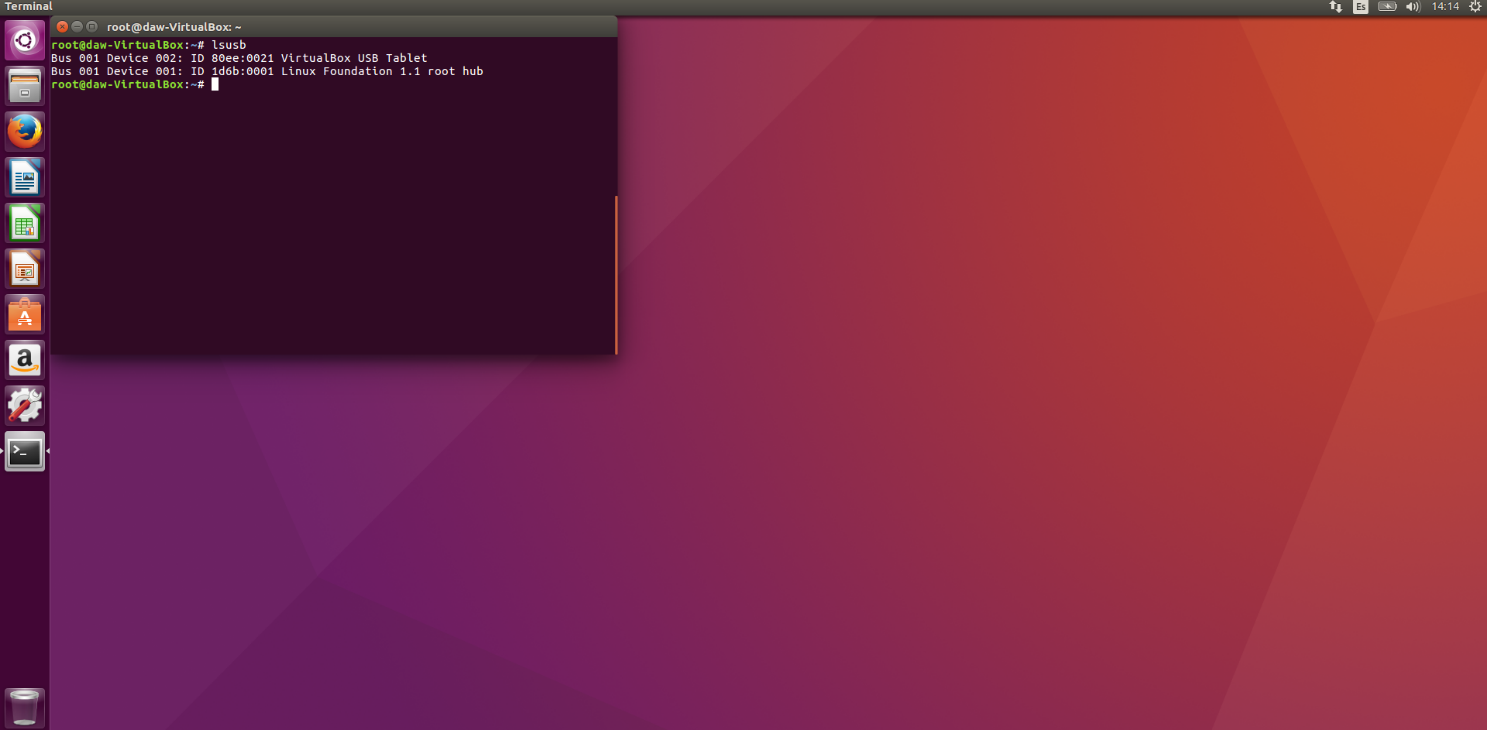 Terminal
Es
14:14
root@daw-VirtualBox: ~
root@daw-VirtualBox:~# lsusb
Bus 001 Device 002: ID 80ee:0021 VirtualBox USB Tablet
Bus 001 Device 001: ID 1d6b:0001 Linux Foundation 1.1 root hub
root@daw-VirtualBox:~#